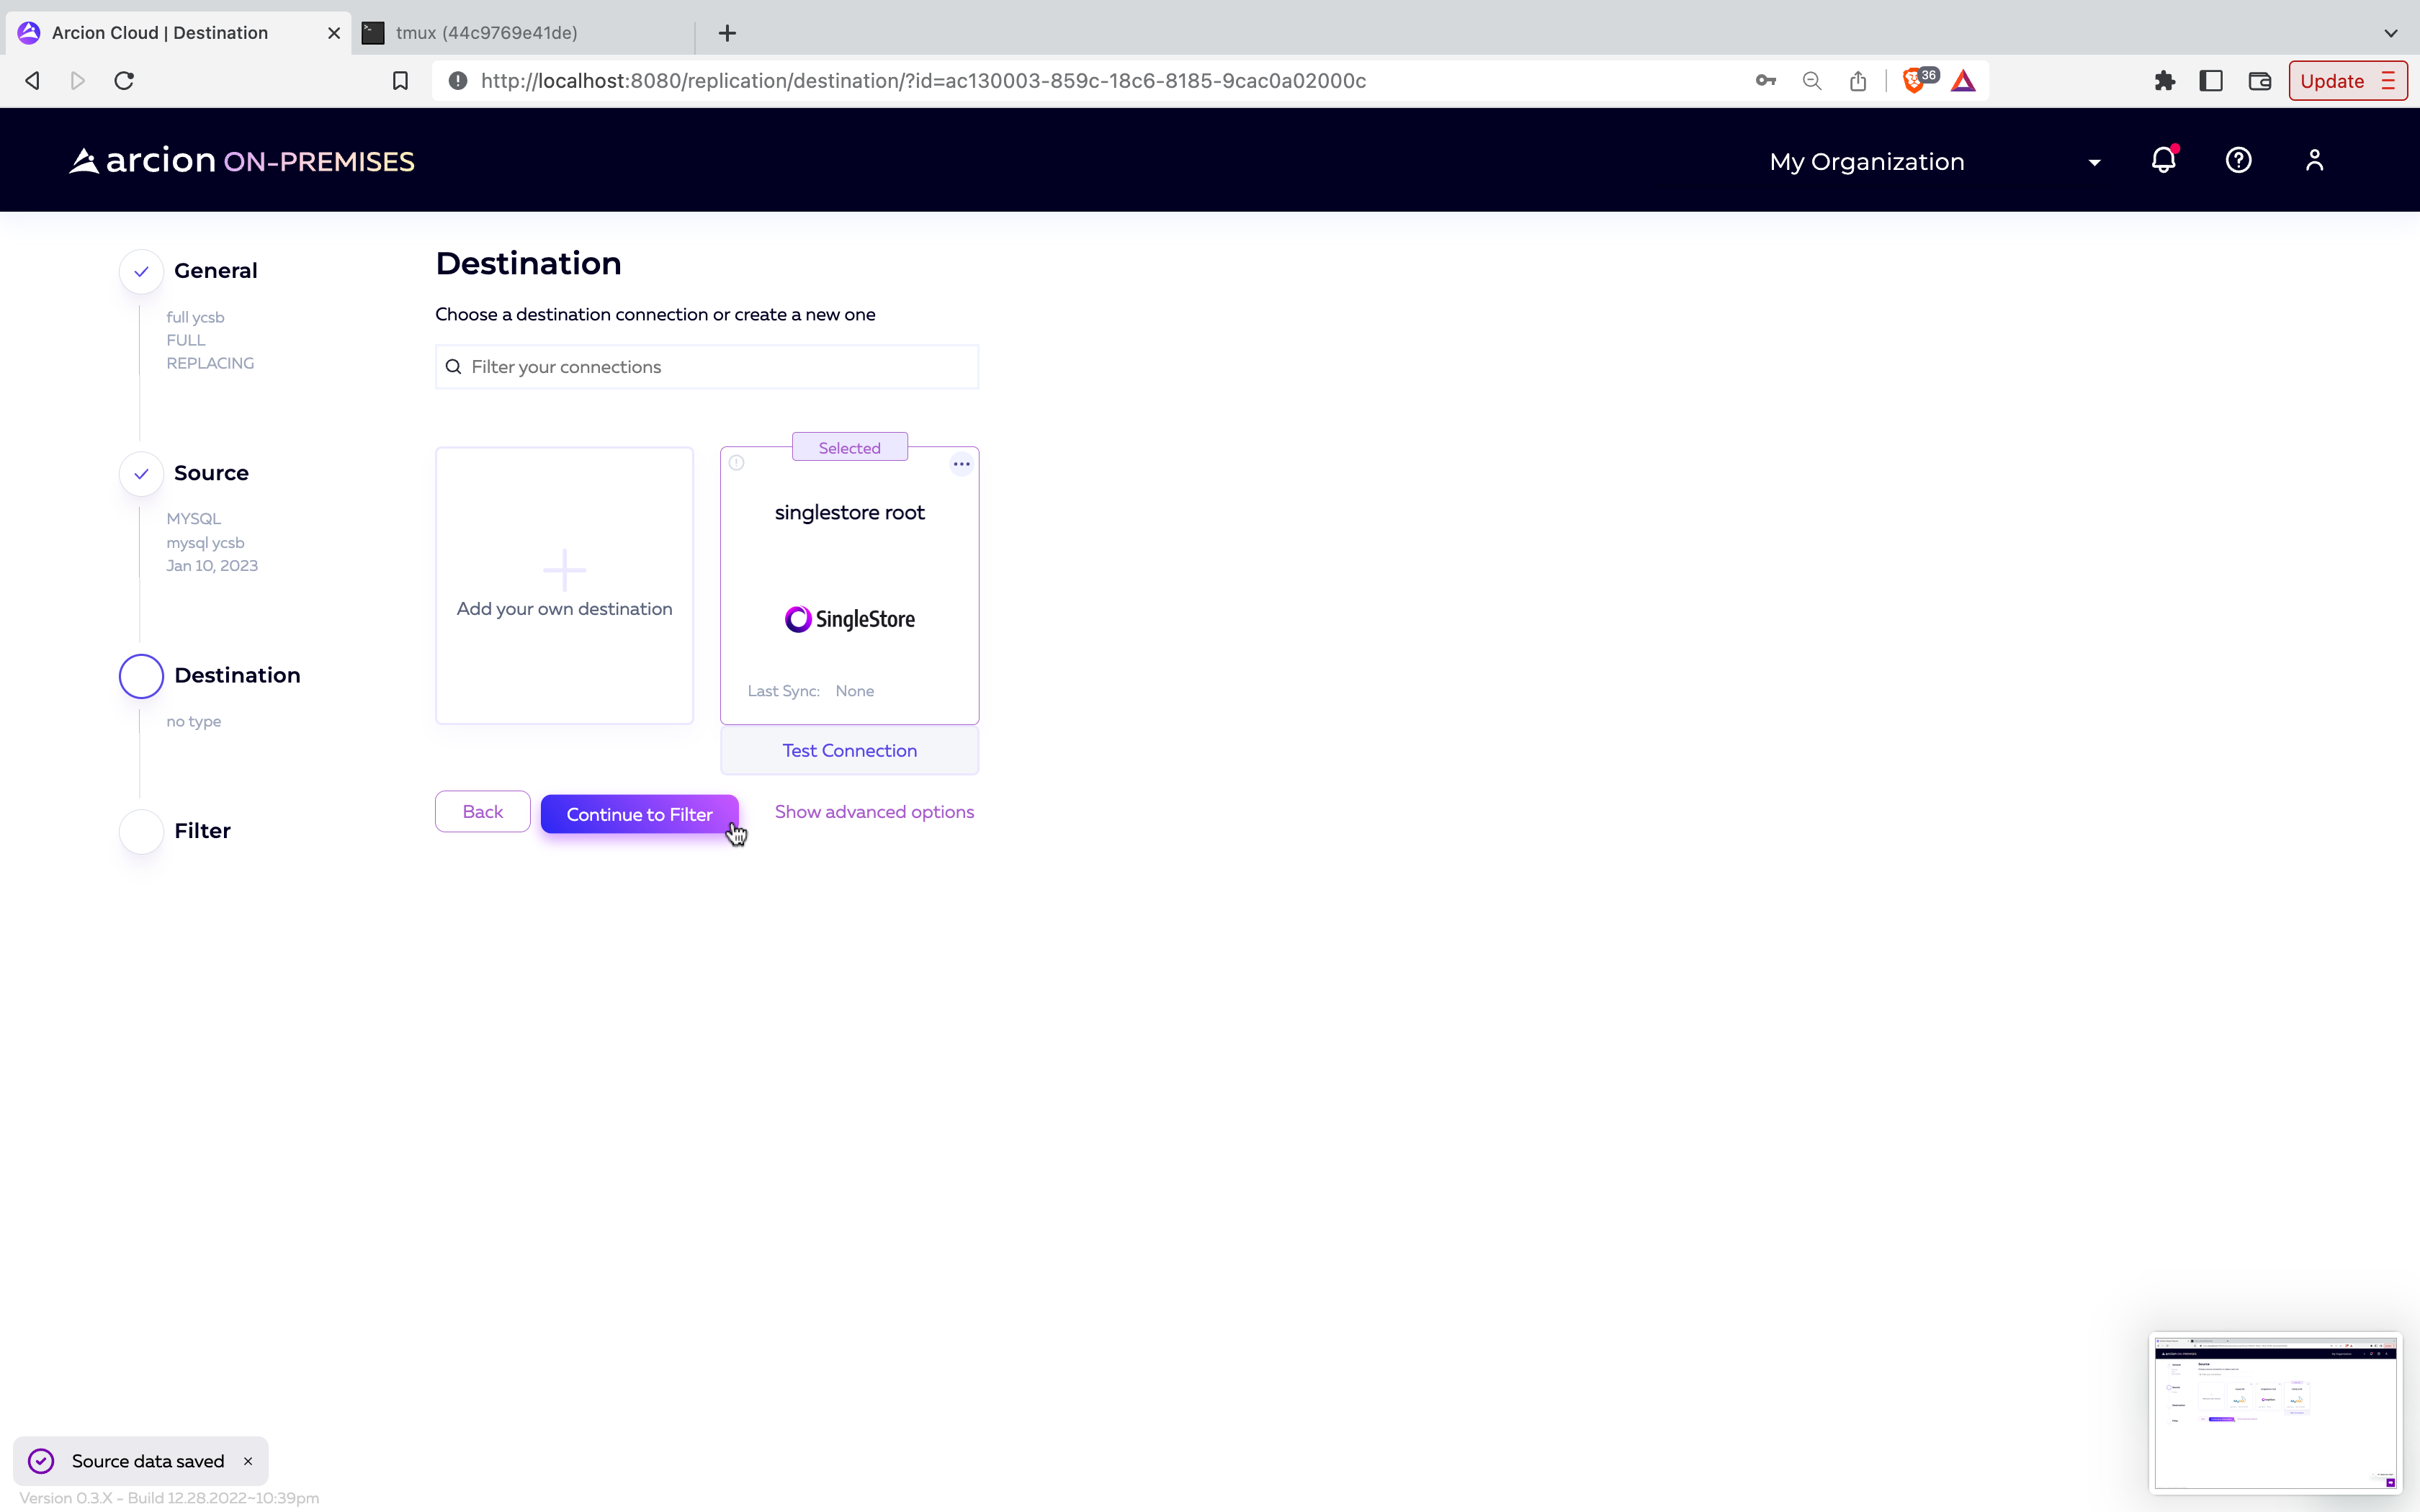 Arcion Cloud | Destination
tmux (44c9769e41de)
http://localhost:8080/replication/destination/?id=ac130003-859c-18c6-8185-9cac0a02000c
36
Update
arcion ON-PREMISES
My Organization
General
full ycsb
FULL
REPLACING
Source
MYSQL
mysql ycsb
Jan 10, 2023
Destination
no type
Filter
Destination
Choose a destination connection or create a new one
Filter your connections
Add your own destination
Selected
singlestore root
SingleStore
Last Sync: None
Test Connection
Back
Continue to Filter
Show advanced options
Source data saved
Version 0.3.X - Build 12.28.2022~10:39pm